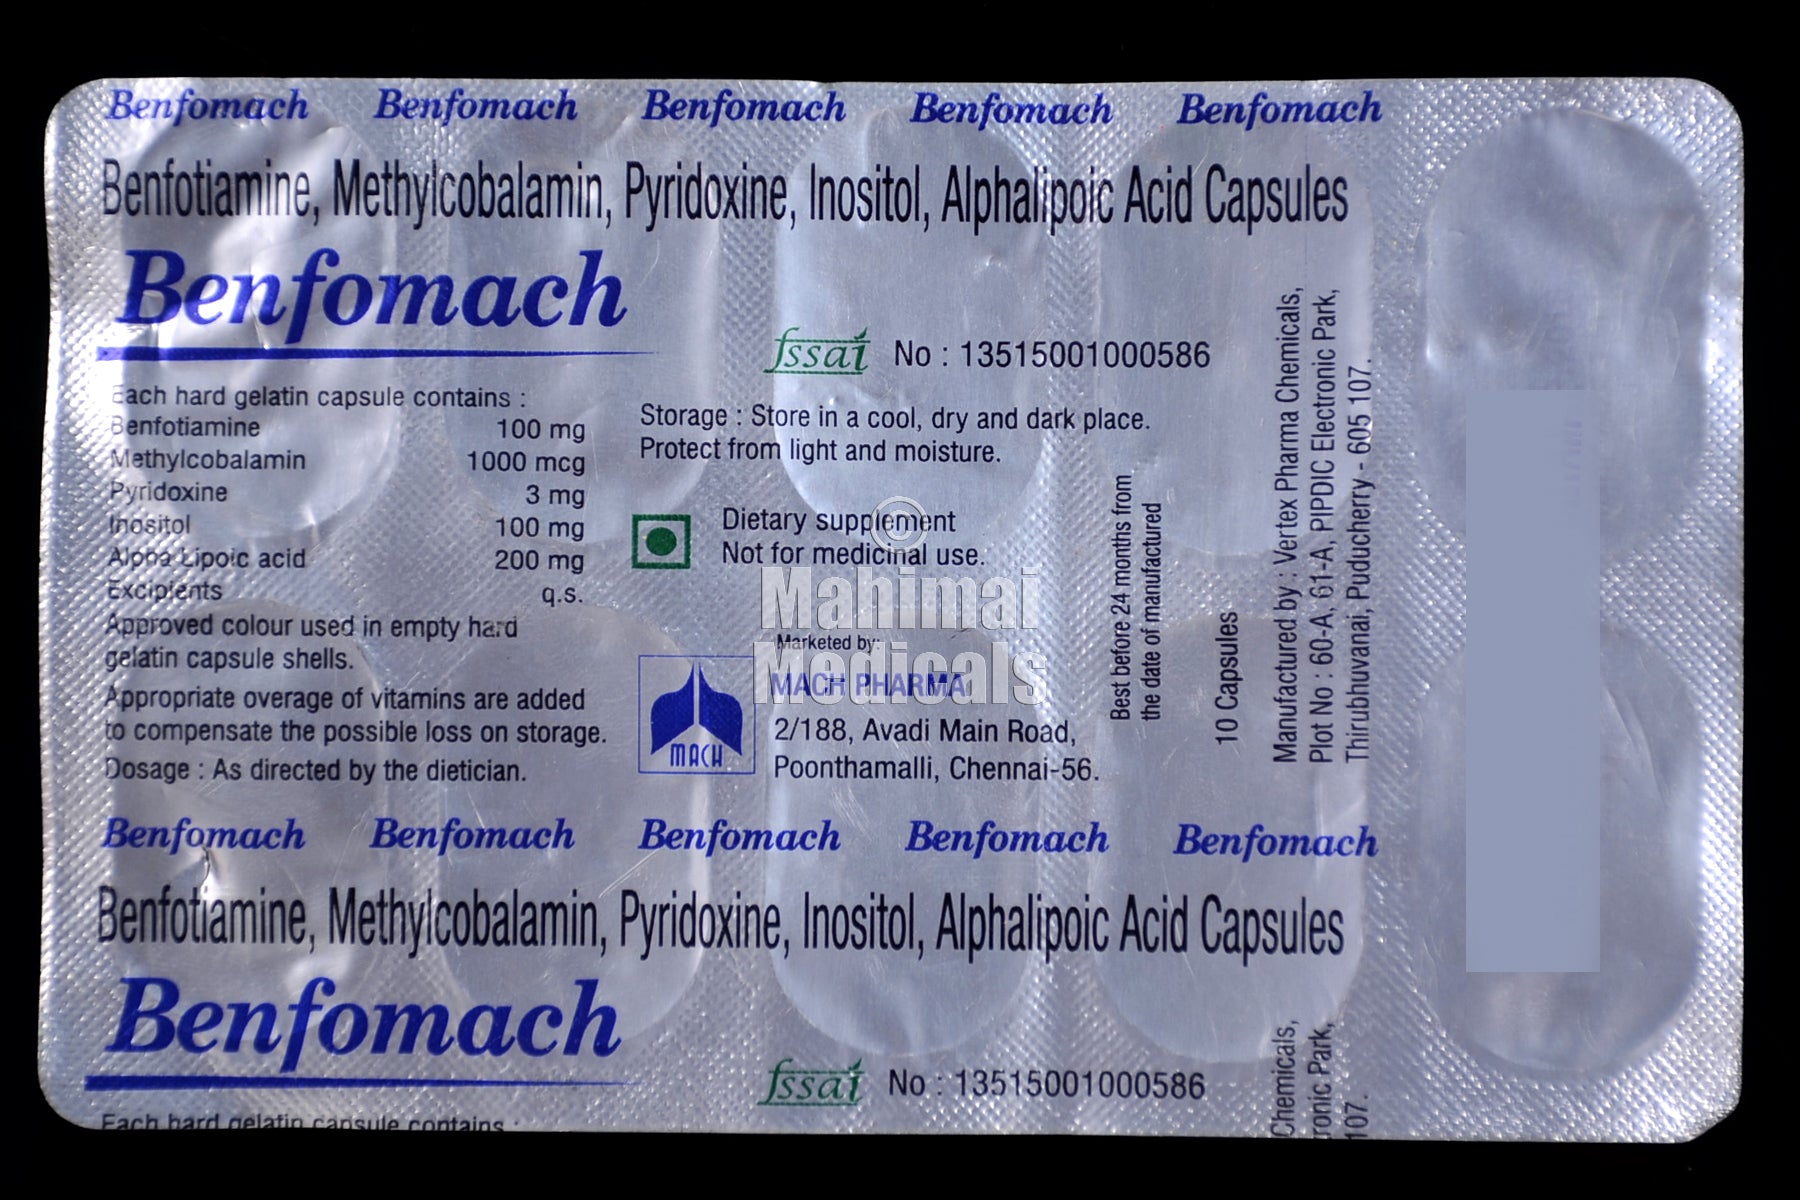 Benfomach Benfomach Benfomach Benfomach Benfomach
Benfotiamine, Methylcobalamin, Pyridoxine, Inositol, Alphalipoic Acid Capsules
Benfomach
fssai No : 13515001000586
Each hard gelatin capsule contains :
Benfotiamine 100 mg
Methylcobalamin 1000 mcg
Pyridoxine 3 mg
Inositol 100 mg
Alpha Lipoic acid 200 mg
Excipients q.s.
Approved colour used in empty hard
gelatin capsule shells.
Appropriate overage of vitamins are added
to compensate the possible loss on storage.
Dosage : As directed by the dietician.
Storage : Store in a cool, dry and dark place.
Protect from light and moisture.
Dietary supplement
Not for medicinal use.
©
Mahimai
Medicals
Marketed by:
MACH PHARMA
2/188, Avadi Main Road,
Poonthamalli, Chennai-56.
MACH
Best before 24 months from
the date of manufactured
10 Capsules
Manufactured by : Vertex Pharma Chemicals,
Plot No : 60-A, 61-A, PIPDIC Electronic Park,
Thirubhuvanai, Puducherry - 605 107.
Benfomach Benfomach Benfomach Benfomach Benfomach
Benfotiamine, Methylcobalamin, Pyridoxine, Inositol, Alphalipoic Acid Capsules
Benfomach
fssai No : 13515001000586
Each hard gelatin capsule contains :
Chemicals,
ronic Park,
107.